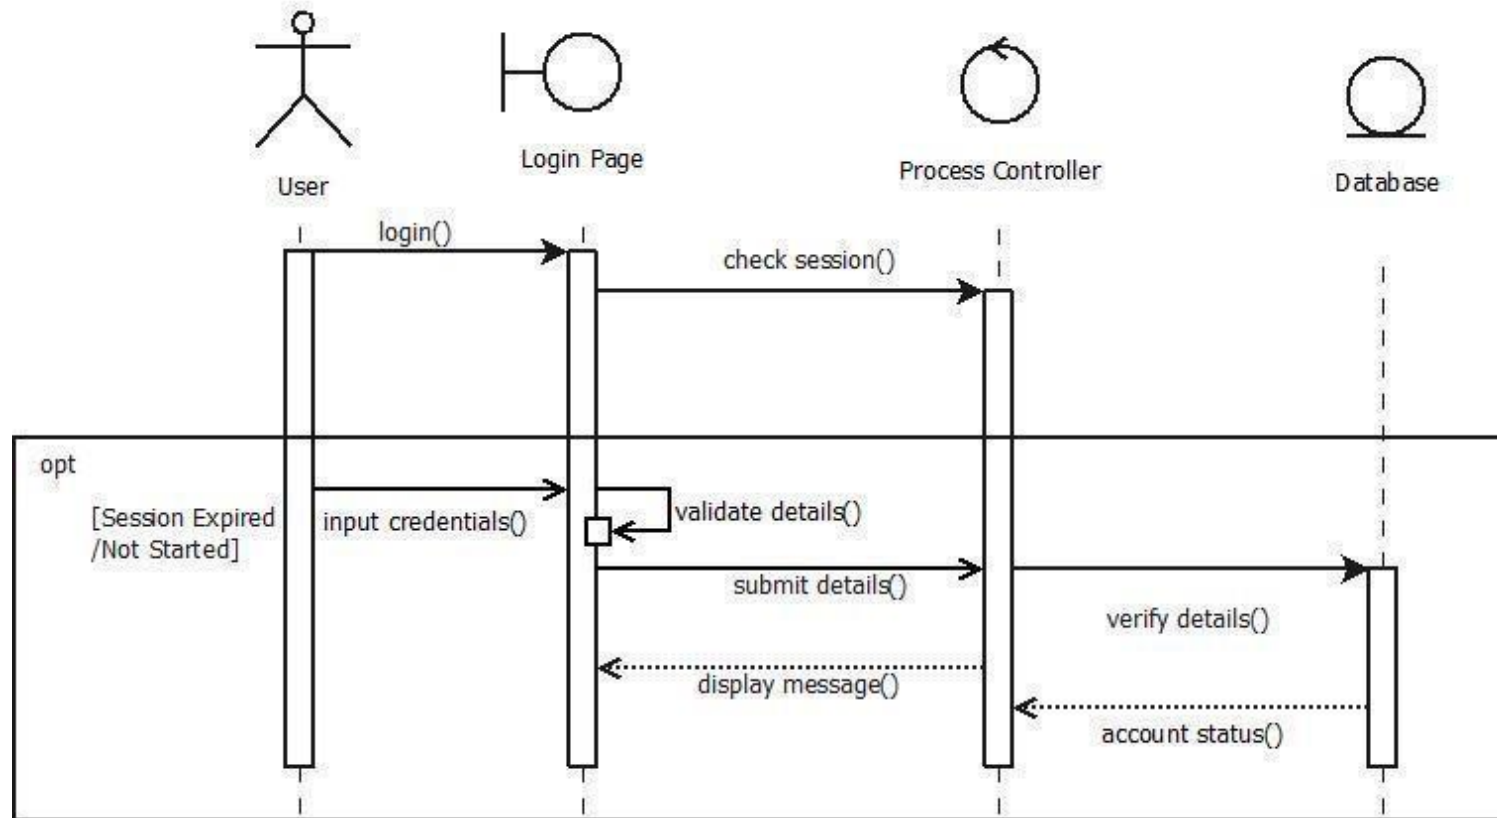 User
Login Page
Process Controller
Database
login()
check session()
opt
[Session Expired
/Not Started]
input credentials()
validate details()
submit details()
verify details()
display message()
account status()